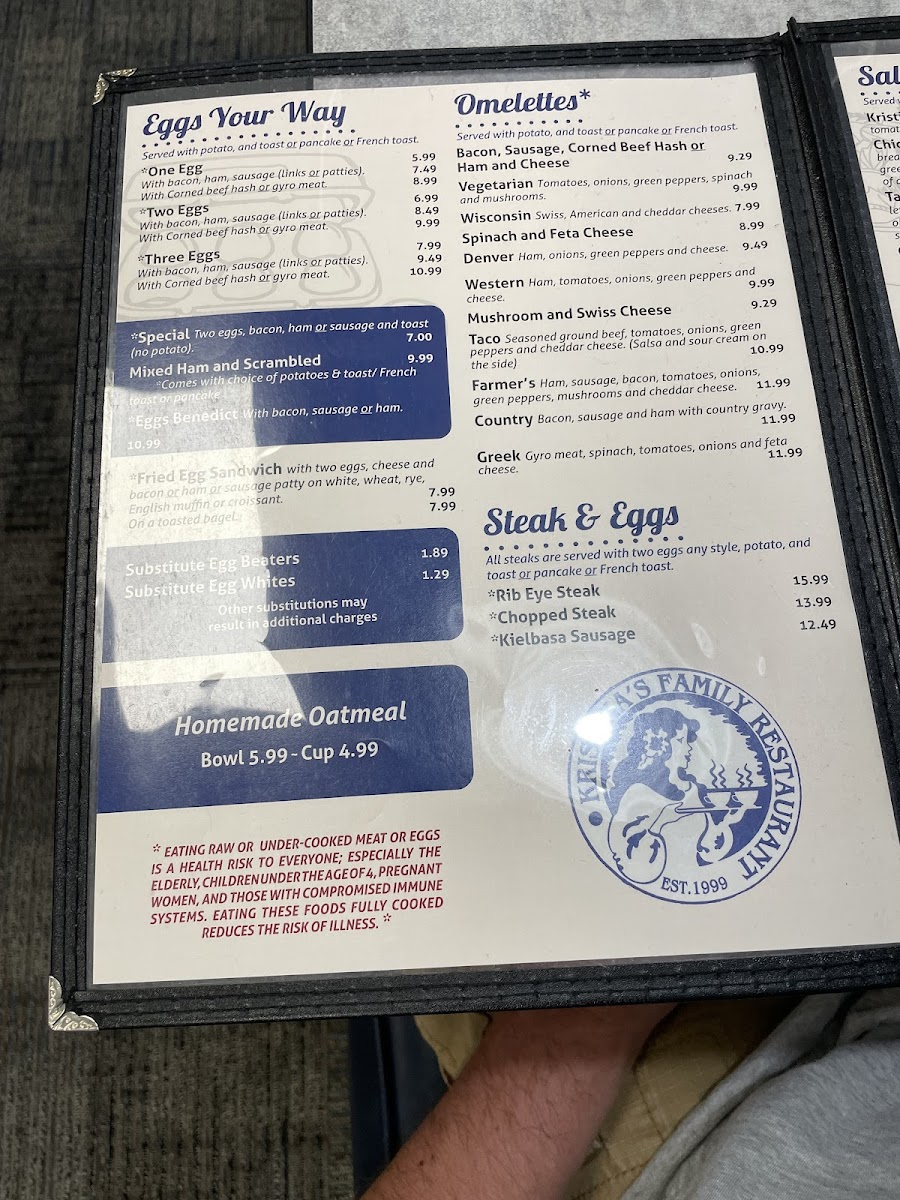 Eggs Your Way
Served with potato, and toast or pancake or French toast.
*One Egg 5.99
With bacon, ham, sausage (links or patties). 7.49
With Corned beef hash or gyro meat. 8.99
*Two Eggs 6.99
With bacon, ham, sausage (links or patties). 8.49
With Corned beef hash or gyro meat. 9.99
*Three Eggs 7.99
With bacon, ham, sausage (links or patties). 9.49
With Corned beef hash or gyro meat. 10.99
*Special Two eggs, bacon, ham or sausage and toast
(no potato). 7.00
Mixed Ham and Scrambled 9.99
*Comes with choice of potatoes & toast/ French
toast or pancake
*Eggs Benedict With bacon, sausage or ham.
10.99
*Fried Egg Sandwich with two eggs, cheese and
bacon or ham or sausage patty on white, wheat, rye,
English muffin or croissant. 7.99
On a toasted bagel. 7.99
Substitute Egg Beaters 1.89
Substitute Egg Whites 1.29
Other substitutions may
result in additional charges
Homemade Oatmeal
Bowl 5.99 - Cup 4.99
* EATING RAW OR UNDER-COOKED MEAT OR EGGS
IS A HEALTH RISK TO EVERYONE; ESPECIALLY THE
ELDERLY, CHILDREN UNDER THE AGE OF 4, PREGNANT
WOMEN, AND THOSE WITH COMPROMISED IMMUNE
SYSTEMS. EATING THESE FOODS FULLY COOKED
REDUCES THE RISK OF ILLNESS. *
Omelettes*
Served with potato, and toast or pancake or French toast.
Bacon, Sausage, Corned Beef Hash or
Ham and Cheese 9.29
Vegetarian Tomatoes, onions, green peppers, spinach
and mushrooms. 9.99
Wisconsin Swiss, American and cheddar cheeses. 7.99
Spinach and Feta Cheese 8.99
Denver Ham, onions, green peppers and cheese. 9.49
Western Ham, tomatoes, onions, green peppers and
cheese. 9.99
Mushroom and Swiss Cheese 9.29
Taco Seasoned ground beef, tomatoes, onions, green
peppers and cheddar cheese. (Salsa and sour cream on
the side) 10.99
Farmer's Ham, sausage, bacon, tomatoes, onions,
green peppers, mushrooms and cheddar cheese. 11.99
Country Bacon, sausage and ham with country gravy.
11.99
Greek Gyro meat, spinach, tomatoes, onions and feta
cheese. 11.99
Steak & Eggs
All steaks are served with two eggs any style, potato, and
toast or pancake or French toast.
*Rib Eye Steak 15.99
*Chopped Steak 13.99
*Kielbasa Sausage 12.49
FAMILY RESTAURANT
EST. 1999
Served